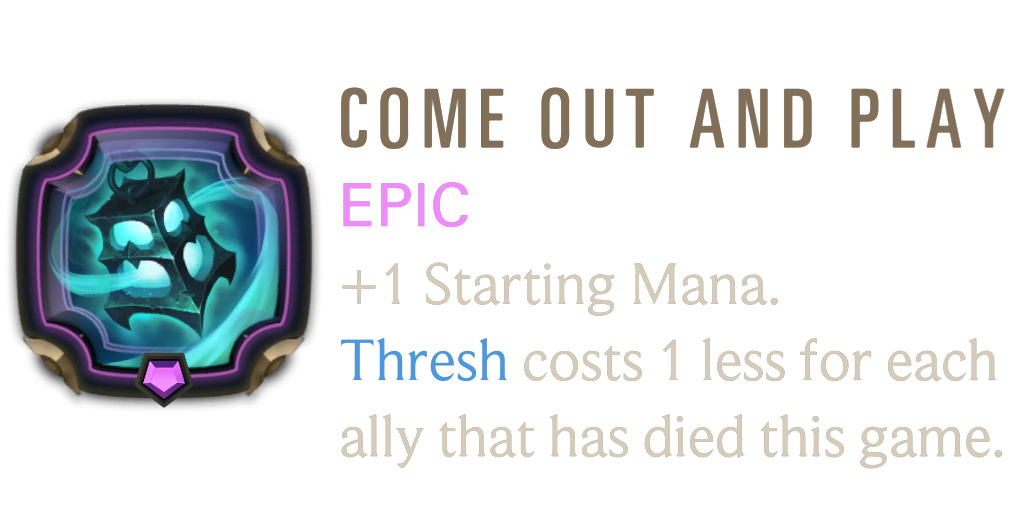 COME OUT AND PLAY
EPIC
+1 Starting Mana.
Thresh costs 1 less for each
ally that has died this game.